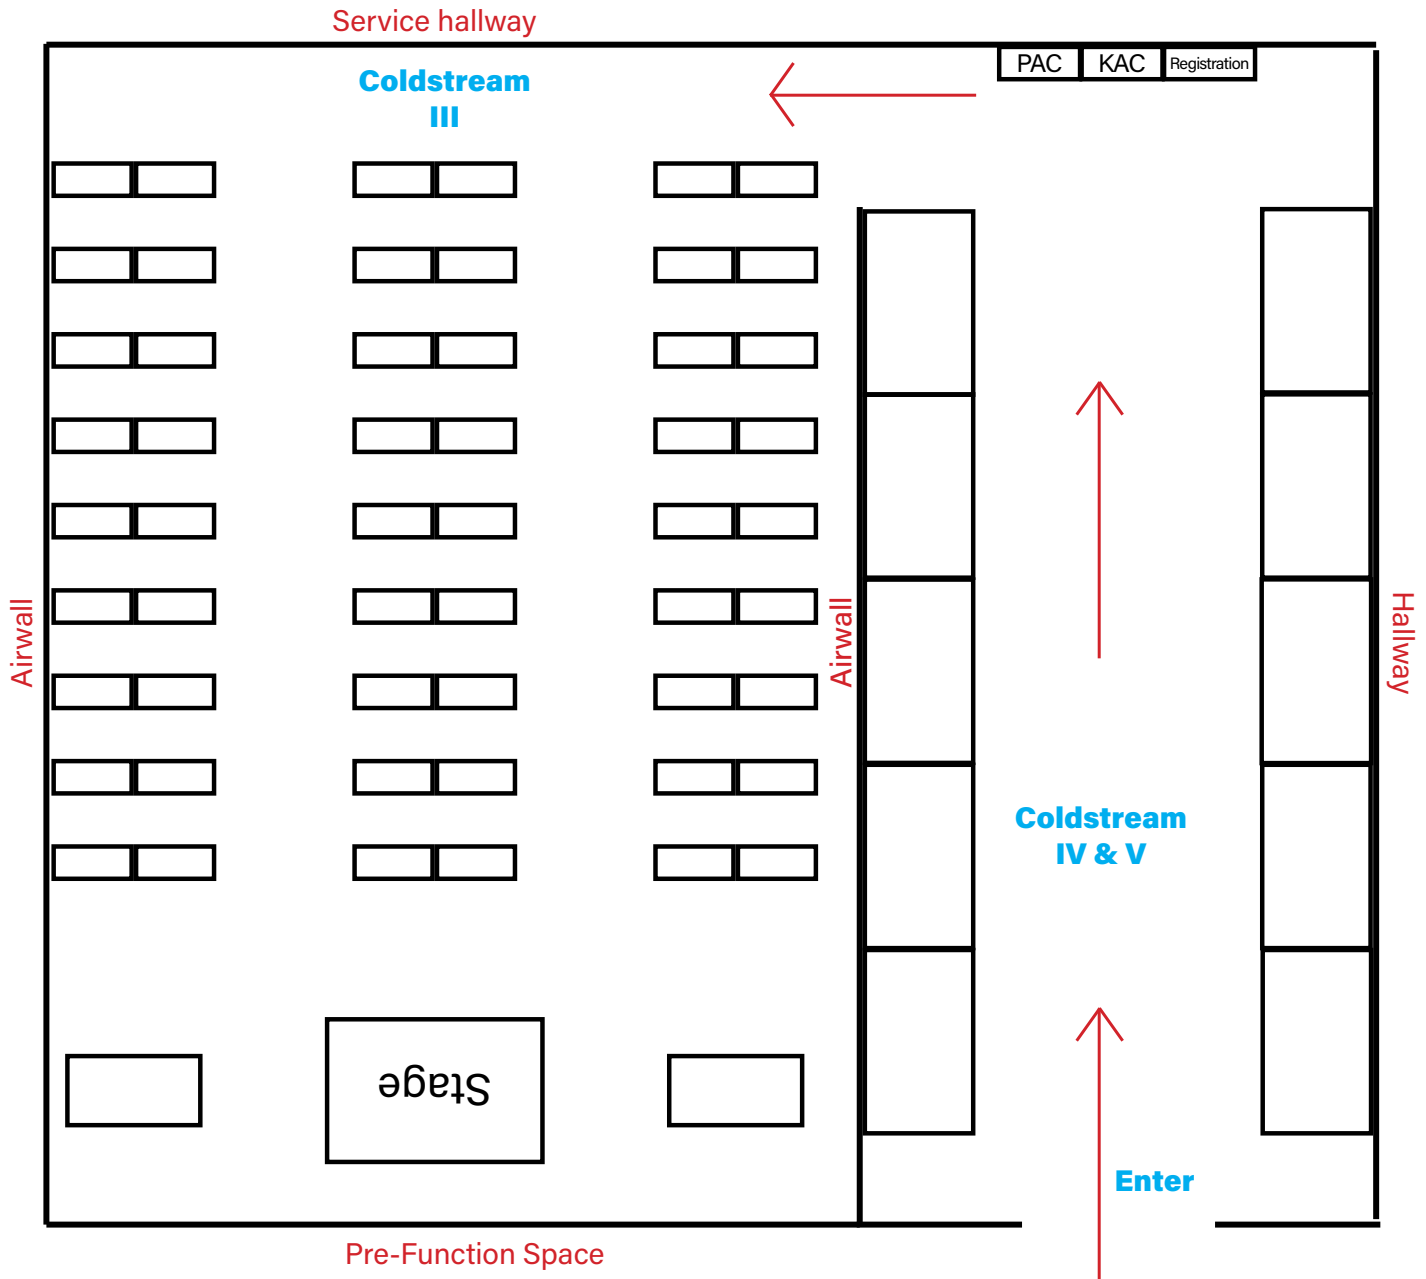 Service hallway
Coldstream
III
PAC
KAC
Registration
Airwall
Airwall
Hallway
Coldstream
IV & V
Stage
Enter
Pre-Function Space